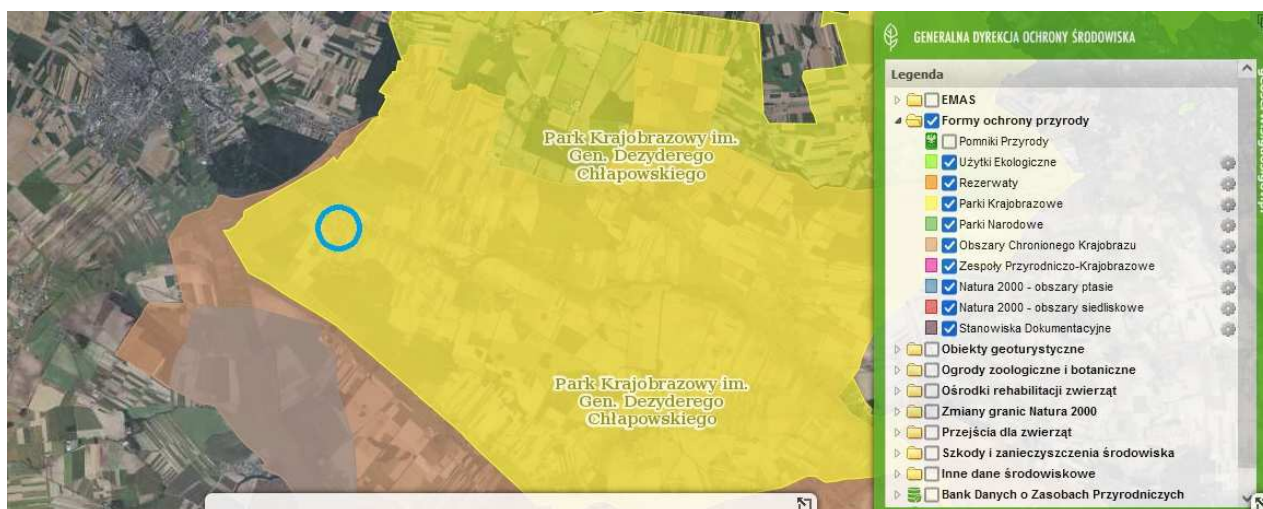 Park Krajobrazowy im.
Gen. Dezyderego
Chłapowskiego
Park Krajobrazowy im.
Gen. Dezyderego
Chłapowskiego
GENERALNA DYREKCJA OCHRONY ŚRODOWISKA
Legenda
EMAS
Formy ochrony przyrody
Pomniki Przyrody
Użytki Ekologiczne
Rezerwaty
Parki Krajobrazowe
Parki Narodowe
Obszary Chronionego Krajobrazu
Zespoły Przyrodniczo-Krajobrazowe
Natura 2000 - obszary ptasie
Natura 2000 - obszary siedliskowe
Stanowiska Dokumentacyjne
Obiekty geoturystyczne
Ogrody zoologiczne i botaniczne
Ośrodki rehabilitacji zwierząt
Zmiany granic Natura 2000
Przejścia dla zwierząt
Szkody i zanieczyszczenia środowiska
Inne dane środowiskowe
Bank Danych o Zasobach Przyrodniczych